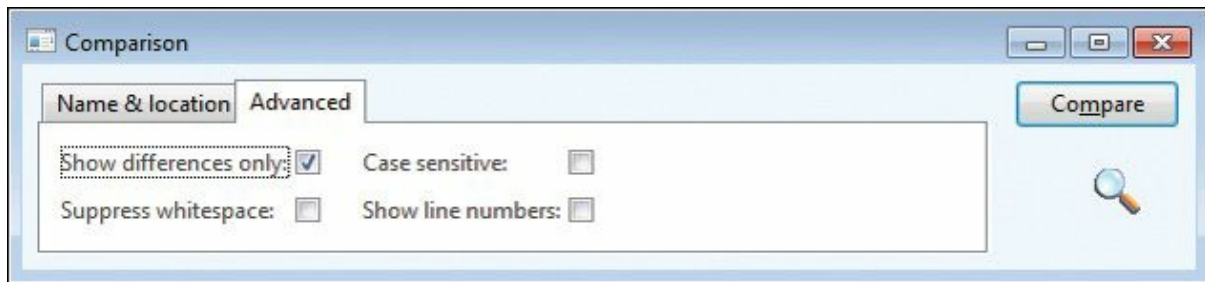 Comparison
Name & location Advanced
Compare
Show differences only: Case sensitive:
Suppress whitespace: Show line numbers: